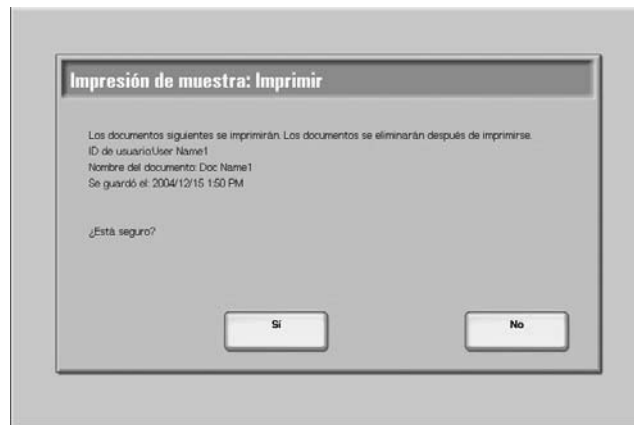 Impresión de muestra: Imprimir
Los documentos siguientes se imprimirán. Los documentos se eliminarán después de imprimirse.
ID de usuario:User Name1
Nombre del documento: Doc Name1
Se guardó el: 2004/12/15 1:50 PM
¿Está seguro?
Sí
No